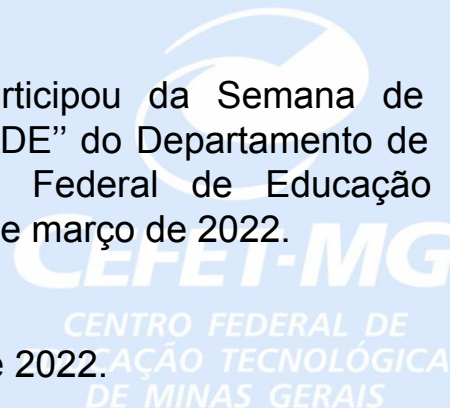 rticipou da Semana de
DE’’ do Departamento de
Federal de Educação
e março de 2022.
CEFET-MG
CENTRO FEDERAL DE
EDUCAÇÃO TECNOLÓGICA
DE MINAS GERAIS
e 2022.